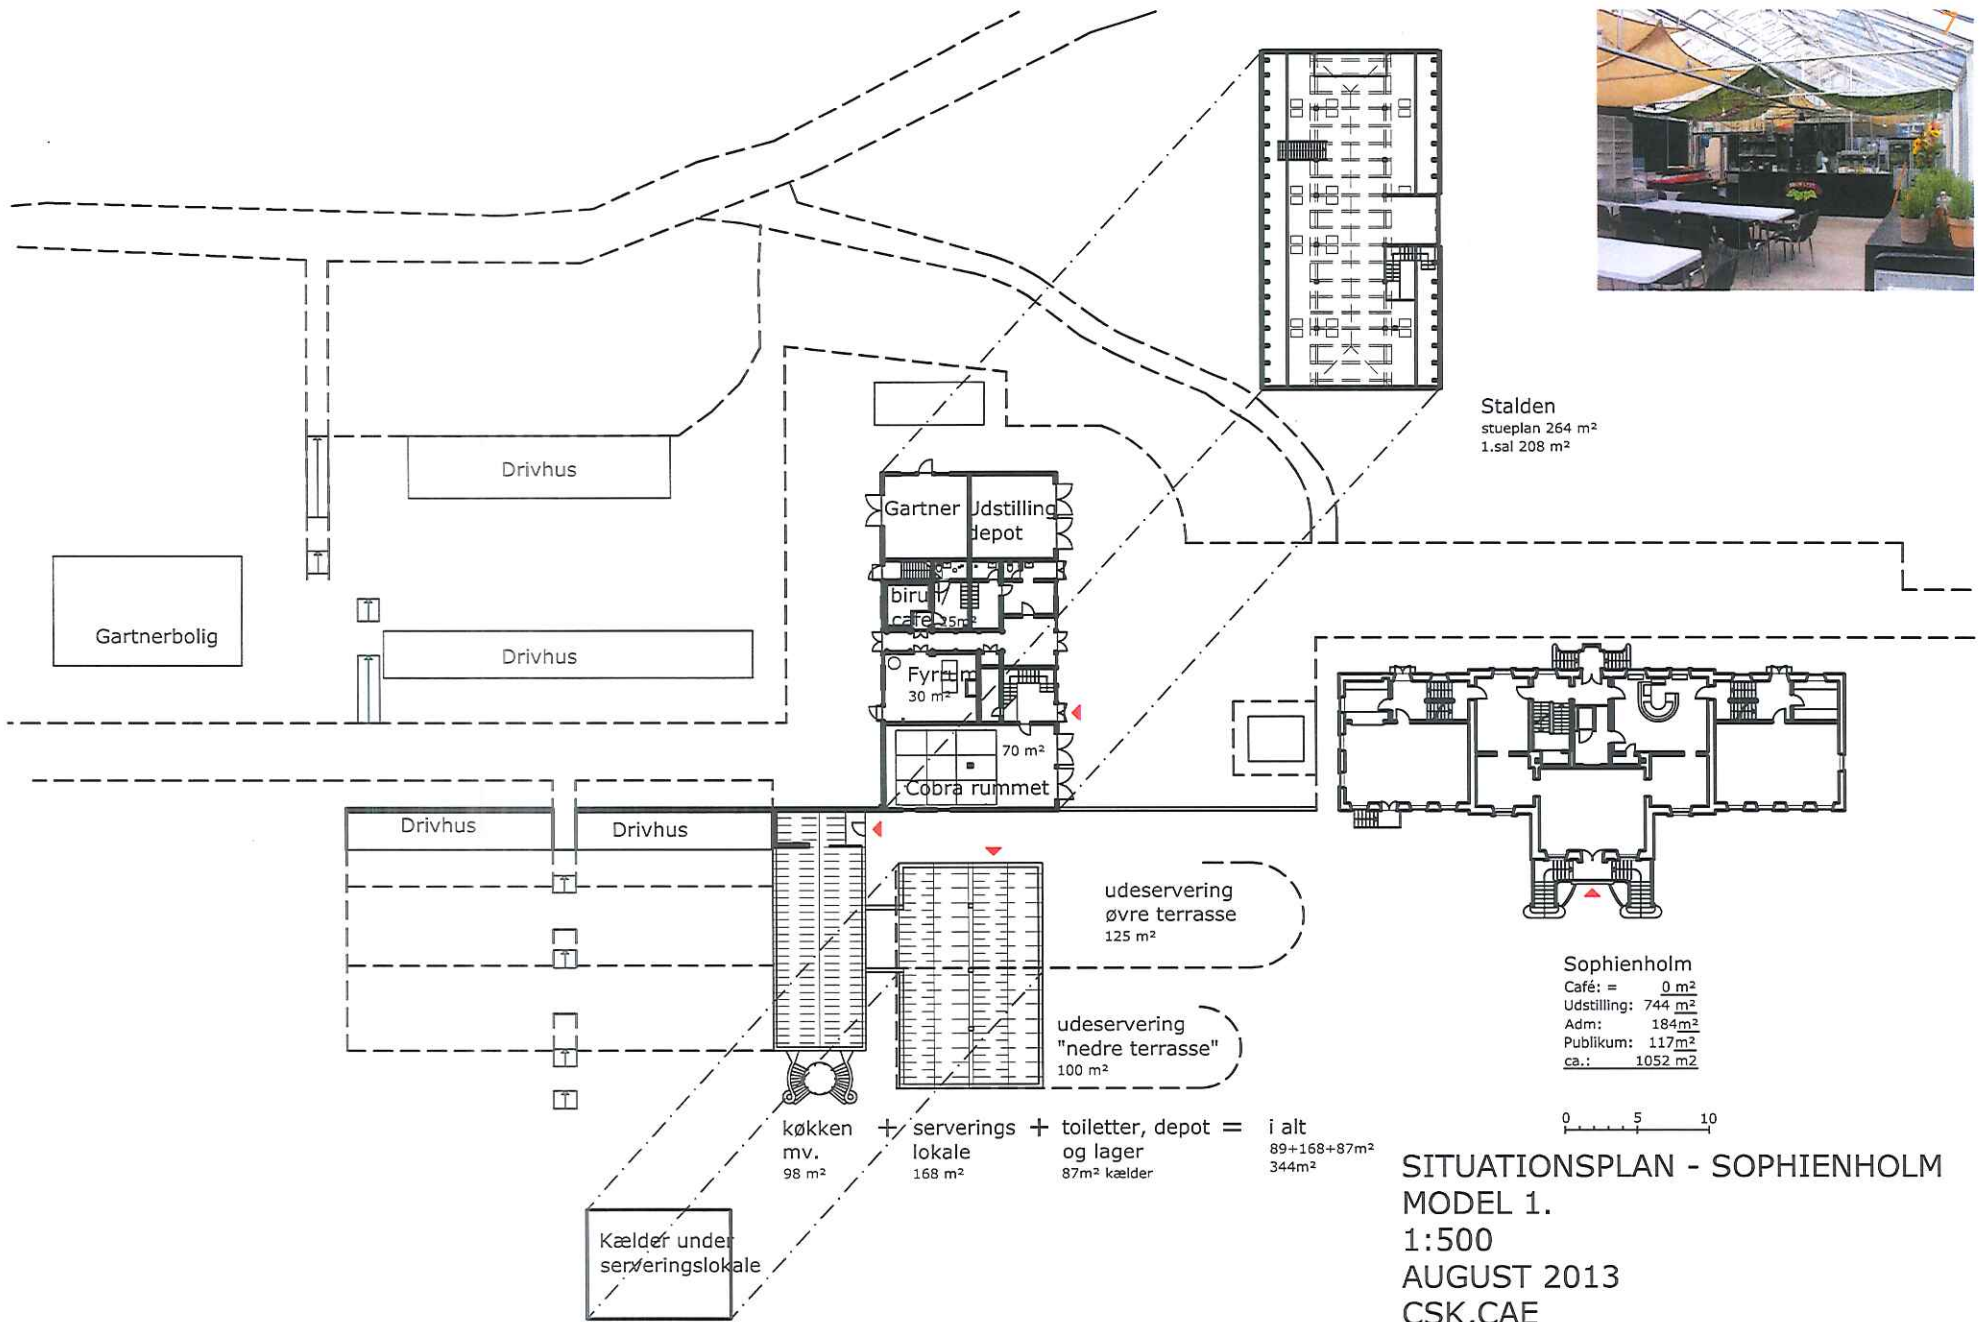 Stalden
stueplan 264 m²
1.sal 208 m²
Drivhus
Gartner
Udstilling
depot
Gartnerbolig
Drivhus
birum/
café 25m²
Fyrrum
30 m²
70 m²
Cobra rummet
Drivhus
Drivhus
udeservering
øvre terrasse
125 m²
udeservering
"nedre terrasse"
100 m²
Sophienholm
Café: = 0 m²
Udstilling: 744 m²
Adm: 184m²
Publikum: 117m²
ca.: 1052 m2
køkken + serverings + toiletter, depot = i alt
mv. lokale og lager 89+168+87m²
98 m² 168 m² 87m² kælder 344m²
0 5 10
Kælder under
serveringslokale
SITUATIONSPLAN - SOPHIENHOLM
MODEL 1.
1:500
AUGUST 2013
CSK.CAE